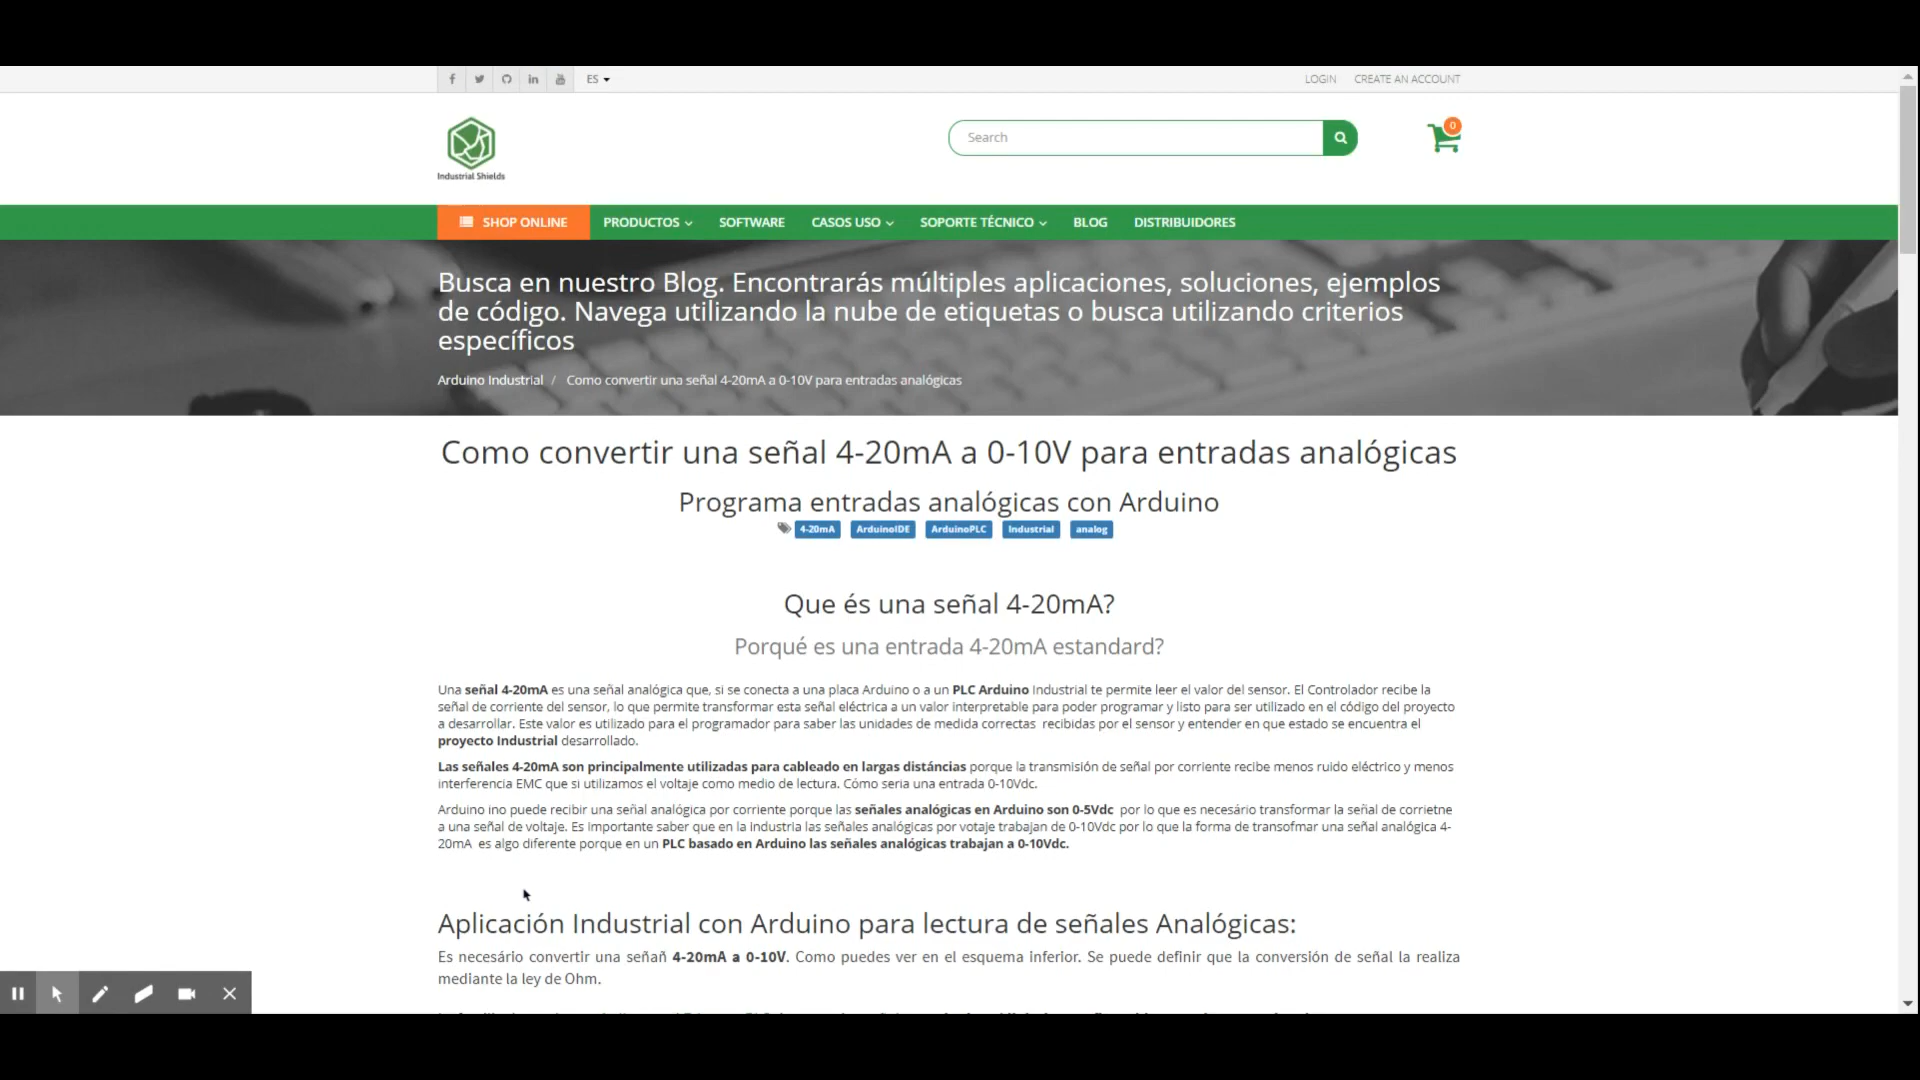 ES
LOGIN CREATE AN ACCOUNT
Industrial Shields
Search
0
SHOP ONLINE PRODUCTOS SOFTWARE CASOS USO SOPORTE TÉCNICO BLOG DISTRIBUIDORES
Busca en nuestro Blog. Encontrarás múltiples aplicaciones, soluciones, ejemplos
de código. Navega utilizando la nube de etiquetas o busca utilizando criterios
específicos
Arduino Industrial / Como convertir una señal 4-20mA a 0-10V para entradas analógicas
Como convertir una señal 4-20mA a 0-10V para entradas analógicas
Programa entradas analógicas con Arduino
4-20mA ArduinoIDE ArduinoPLC Industrial analog
Que és una señal 4-20mA?
Porqué es una entrada 4-20mA estandard?
Una señal 4-20mA es una señal analógica que, si se conecta a una placa Arduino o a un PLC Arduino Industrial te permite leer el valor del sensor. El Controlador recibe la
señal de corriente del sensor, lo que permite transformar esta señal eléctrica a un valor interpretable para poder programar y listo para ser utilizado en el código del proyecto
a desarrollar. Este valor es utilizado para el programador para saber las unidades de medida correctas recibidas por el sensor y entender en que estado se encuentra el
proyecto Industrial desarrollado.
Las señales 4-20mA son principalmente utilizadas para cableado en largas distáncias porque la transmisión de señal por corriente recibe menos ruido eléctrico y menos
interferencia EMC que si utilizamos el voltaje como medio de lectura. Cómo seria una entrada 0-10Vdc.
Arduino ino puede recibir una señal analógica por corriente porque las señales analógicas en Arduino son 0-5Vdc por lo que es necesário transformar la señal de corrietne
a una señal de voltaje. Es importante saber que en la industria las señales analógicas por votaje trabajan de 0-10Vdc por lo que la forma de transofmar una señal analógica 4-
20mA es algo diferente porque en un PLC basado en Arduino las señales analógicas trabajan a 0-10Vdc.
Aplicación Industrial con Arduino para lectura de señales Analógicas:
Es necesário convertir una señañ 4-20mA a 0-10V. Como puedes ver en el esquema inferior. Se puede definir que la conversión de señal la realiza
mediante la ley de Ohm.